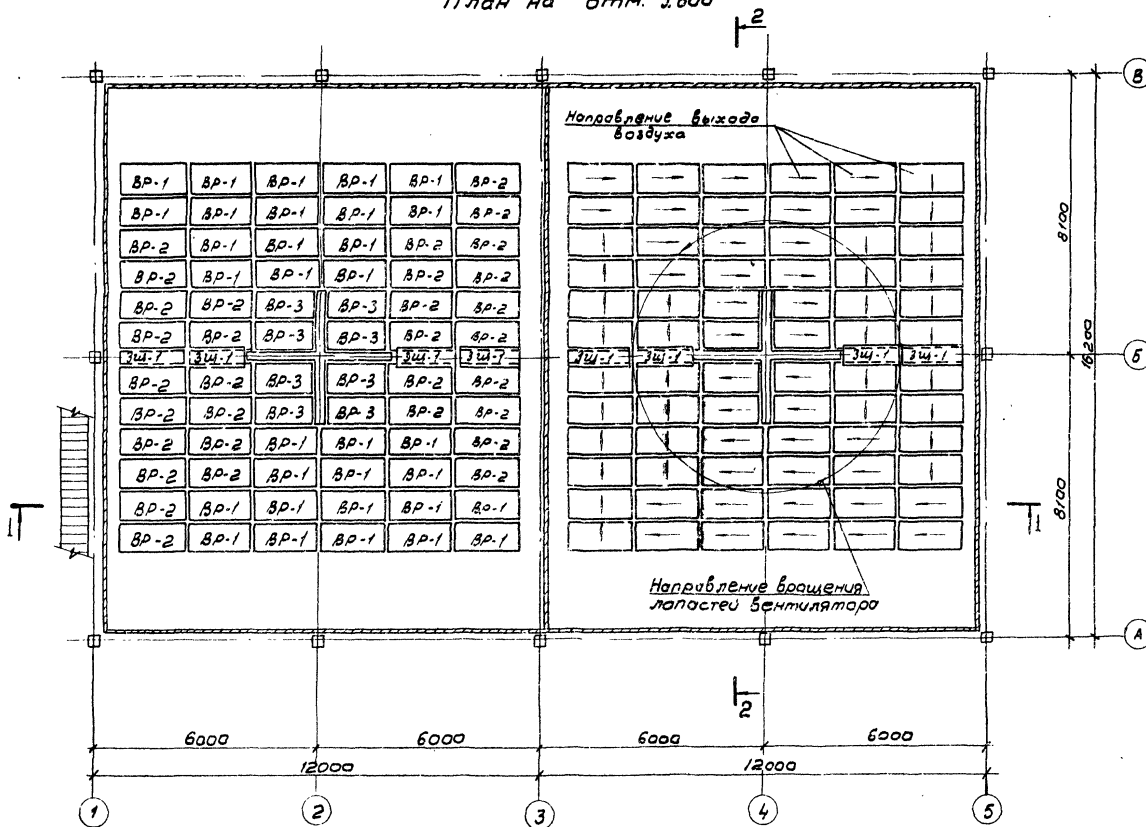 План на отм. 3.600
2
В
Направление выхода
воздуха
ВР-1 ВР-1 ВР-1 ВР-1 ВР-1 ВР-2
ВР-1 ВР-1 ВР-1 ВР-1 ВР-1 ВР-2
8100
ВР-2 ВР-1 ВР-1 ВР-1 ВР-2 ВР-2
ВР-2 ВР-1 ВР-1 ВР-1 ВР-2 ВР-2
ВР-2 ВР-2 ВР-3 ВР-3 ВР-2 ВР-2
ВР-2 ВР-2 ВР-3 ВР-3 ВР-2 ВР-2
ЗЩ-1 ЗЩ-1 ЗЩ-1 ЗЩ-1 ЗЩ-1 ЗЩ-1 ЗЩ-1 ЗЩ-1
16200
Б
ВР-2 ВР-2 ВР-3 ВР-3 ВР-2 ВР-2
ВР-2 ВР-2 ВР-3 ВР-3 ВР-2 ВР-2
ВР-2 ВР-2 ВР-1 ВР-1 ВР-1 ВР-2
ВР-2 ВР-2 ВР-1 ВР-1 ВР-1 ВР-2
8100
ВР-2 ВР-1 ВР-1 ВР-1 ВР-1 ВР-1
1 1
ВР-2 ВР-1 ВР-1 ВР-1 ВР-1 ВР-1
Направление вращения
лопастей вентилятора
А
2
6000 6000 6000 6000
12000 12000
1 2 3 4 5